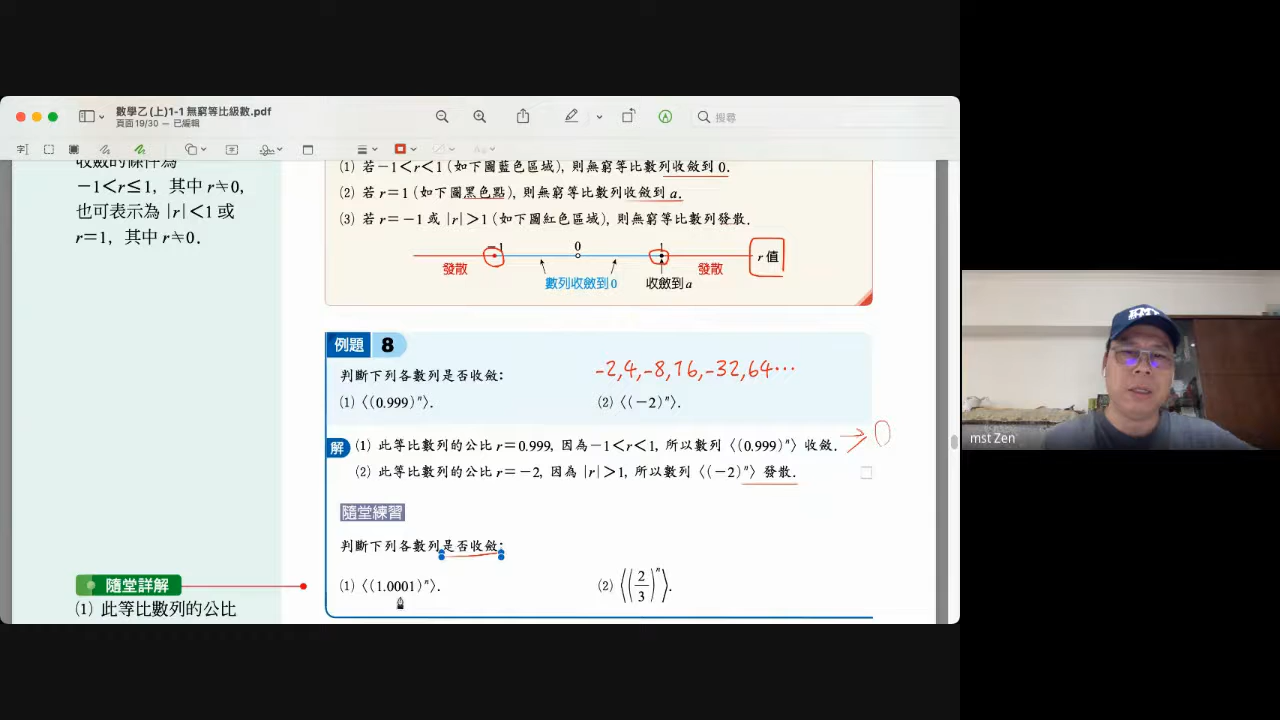 數學乙(上)1-1 無窮等比級數.pdf
頁面 19/30 — 已編輯
搜尋
收斂的條件為
−1<r≤1, 其中 r≠0,
也可表示為 |r|<1 或
r=1, 其中 r≠0.
(1) 若 −1<r<1 (如下圖藍色區域), 則無窮等比數列收斂到 0.
(2) 若 r=1 (如下圖黑色點), 則無窮等比數列收斂到 a.
(3) 若 r=−1 或 |r|>1 (如下圖紅色區域), 則無窮等比數列發散.
−1 0 1
r 值
發散 數列收斂到0 收斂到a 發散
例題 8
判斷下列各數列是否收斂:
-2,4,-8,16,-32,64⋯
(1)〈(0.999)ⁿ〉. (2)〈(−2)ⁿ〉.
解 (1) 此等比數列的公比 r=0.999, 因為 −1<r<1, 所以數列〈(0.999)ⁿ〉收斂. → 0
(2) 此等比數列的公比 r=−2, 因為 |r|>1, 所以數列〈(−2)ⁿ〉發散.
隨堂練習
判斷下列各數列是否收斂:
(1)〈(1.0001)ⁿ〉. (2)〈(2/3)ⁿ〉.
隨堂詳解
(1) 此等比數列的公比
mst Zen